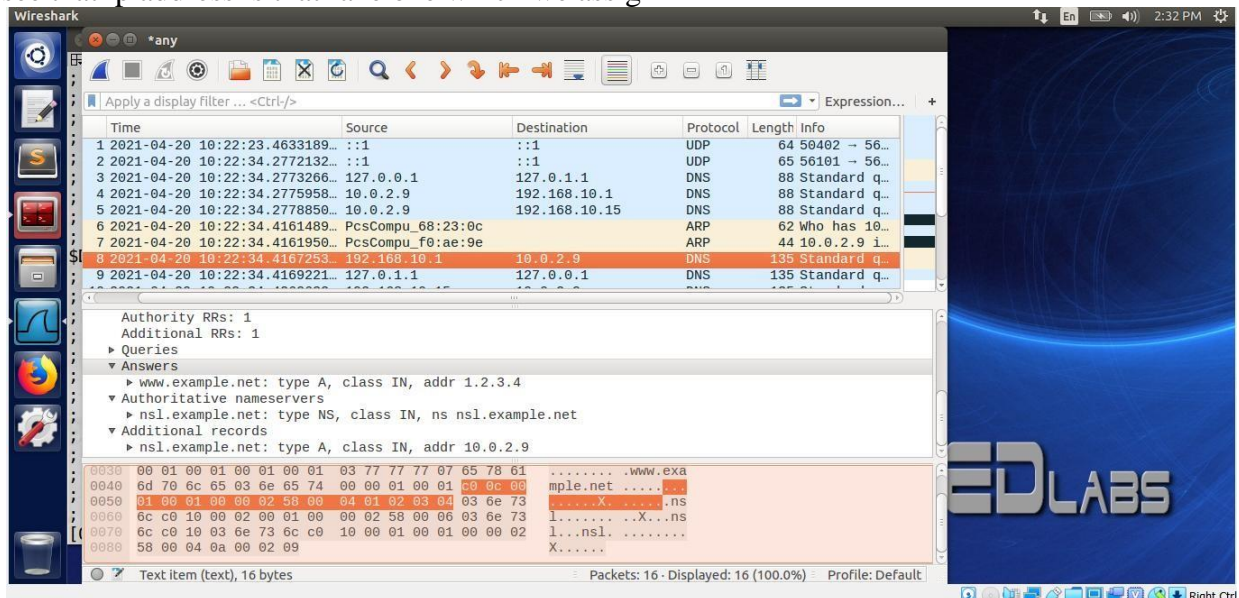 Wireshark En 2:32 PM
*any
Apply a display filter ... <Ctrl-/> Expression... +
Time Source Destination Protocol Length Info
1 2021-04-20 10:22:23.4633189... ::1 ::1 UDP 64 50402 → 56...
2 2021-04-20 10:22:34.2772132... ::1 ::1 UDP 65 56101 → 56...
3 2021-04-20 10:22:34.2773266... 127.0.0.1 127.0.1.1 DNS 88 Standard q...
4 2021-04-20 10:22:34.2775958... 10.0.2.9 192.168.10.1 DNS 88 Standard q...
5 2021-04-20 10:22:34.2778850... 10.0.2.9 192.168.10.15 DNS 88 Standard q...
6 2021-04-20 10:22:34.4161489... PcsCompu_68:23:0c ARP 62 Who has 10...
7 2021-04-20 10:22:34.4161950... PcsCompu_f0:ae:9e ARP 44 10.0.2.9 i...
8 2021-04-20 10:22:34.4167253... 192.168.10.1 10.0.2.9 DNS 135 Standard q...
9 2021-04-20 10:22:34.4169221... 127.0.1.1 127.0.0.1 DNS 135 Standard q...
Authority RRs: 1
Additional RRs: 1
Queries
Answers
www.example.net: type A, class IN, addr 1.2.3.4
Authoritative nameservers
nsl.example.net: type NS, class IN, ns nsl.example.net
Additional records
nsl.example.net: type A, class IN, addr 10.0.2.9
0030 00 01 00 01 00 01 00 01 03 77 77 77 07 65 78 61 ........ .www.exa
0040 6d 70 6c 65 03 6e 65 74 00 00 01 00 01 c0 0c 00 mple.net ........
0050 01 00 01 00 00 02 58 00 04 01 02 03 04 03 6e 73 ......X. ......ns
0060 6c c0 10 00 02 00 01 00 00 02 58 00 06 03 6e 73 l....... ..X...ns
0070 6c c0 10 03 6e 73 6c c0 10 00 01 00 01 00 00 02 l...nsl. ........
0080 58 00 04 0a 00 02 09 X......
Text item (text), 16 bytes Packets: 16 · Displayed: 16 (100.0%) Profile: Default
EDLABS
Right Ctrl